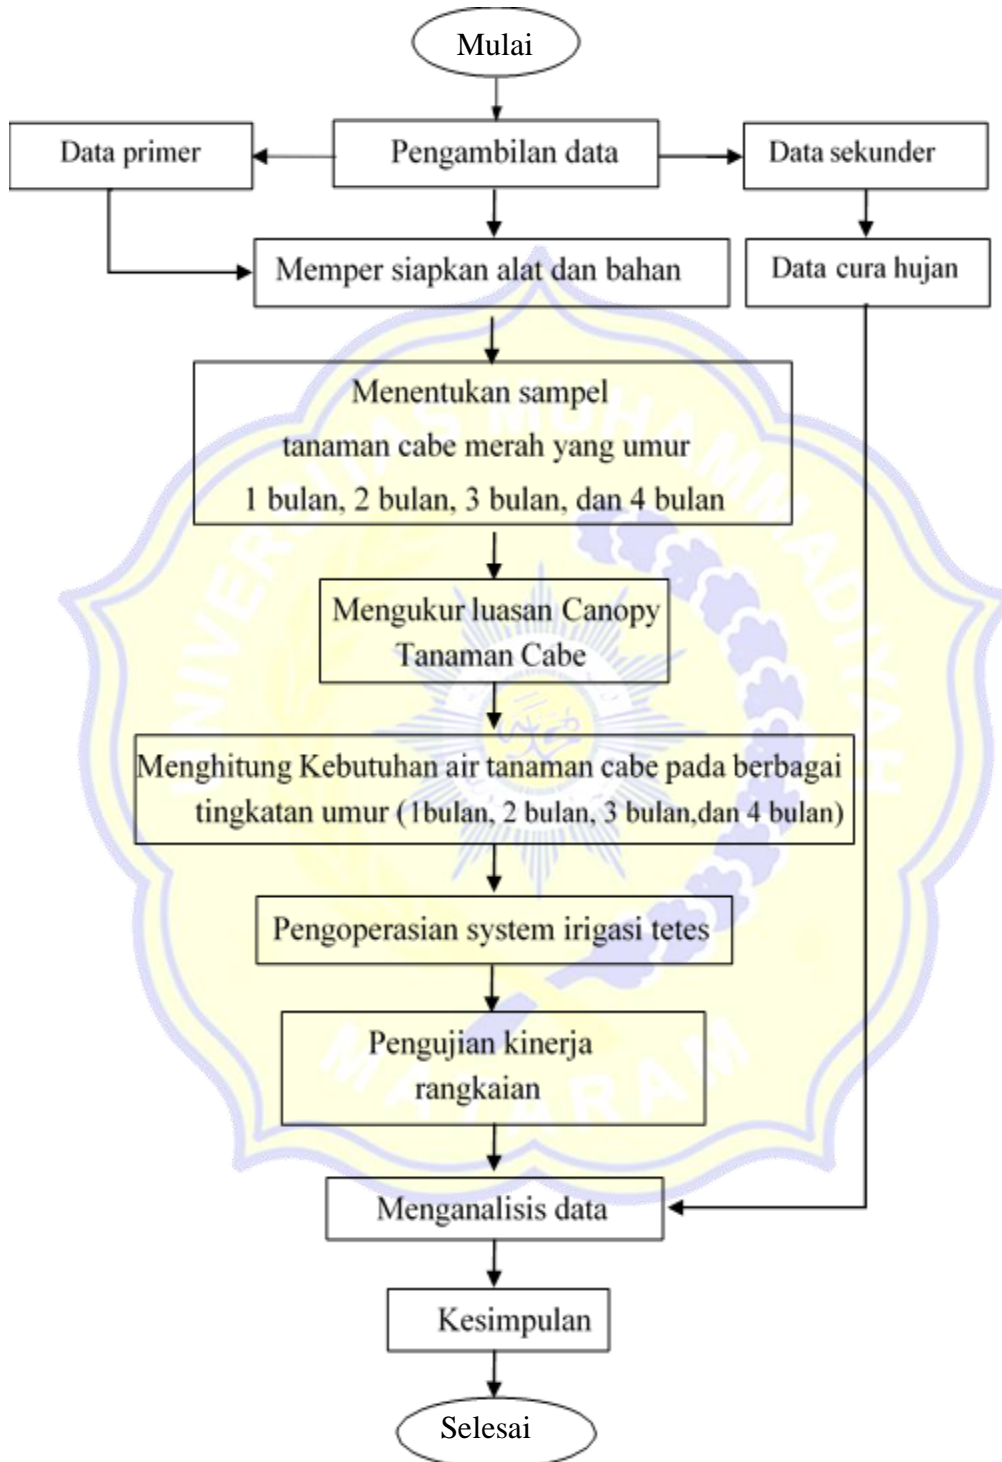 Mulai
Data primer
Pengambilan data
Data sekunder
Memper siapkan alat dan bahan
Data cura hujan
Menentukan sampel
tanaman cabe merah yang umur
1 bulan, 2 bulan, 3 bulan, dan 4 bulan
Mengukur luasan Canopy
Tanaman Cabe
Menghitung Kebutuhan air tanaman cabe pada berbagai
tingkatan umur (1bulan, 2 bulan, 3 bulan,dan 4 bulan)
Pengoperasian system irigasi tetes
Pengujian kinerja
rangkaian
Menganalisis data
Kesimpulan
Selesai
UNIVERSITAS MUHAMMADIYAH
MATARAM